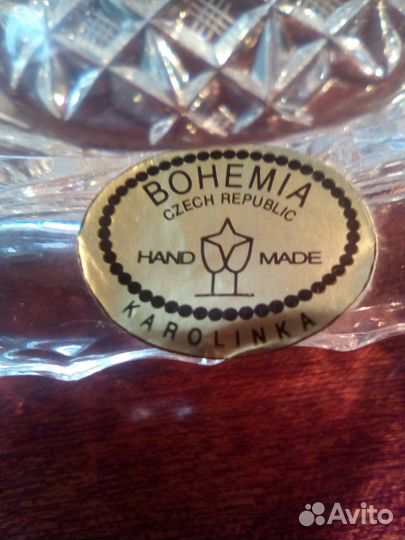 BOHEMIA
CZECH REPUBLIC
HAND MADE
KAROLINKA
Avito